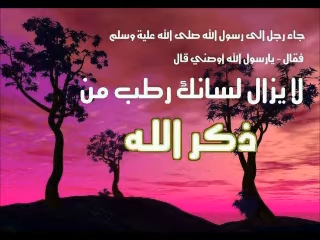 جاء رجل الى رسول الله صلى الله علية وسلم
فقال - يارسول الله اوصني قال
لا يزال لسانك رطب من
ذكر الله